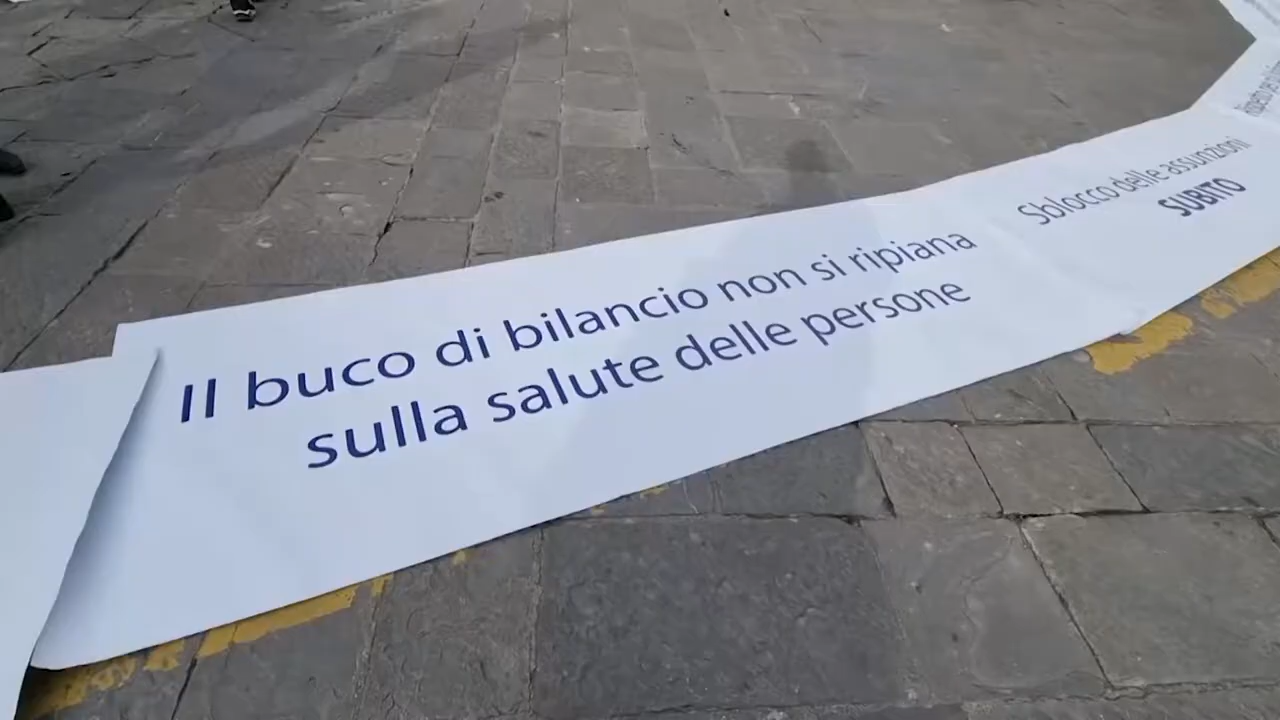 Il buco di bilancio non si ripiana
sulla salute delle persone
Sblocco delle assunzioni
SUBITO